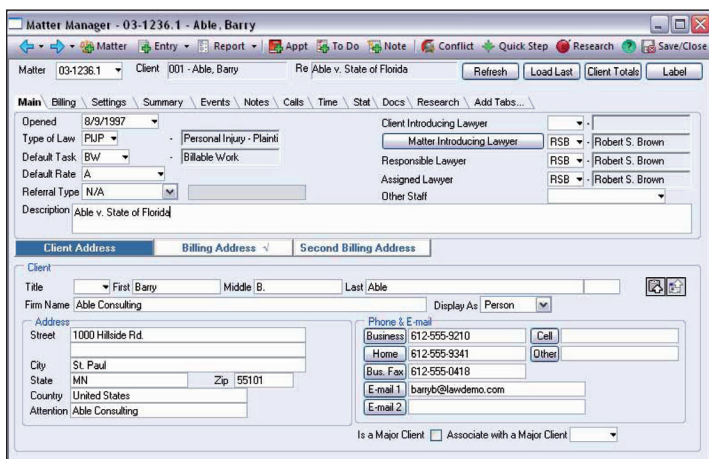 Matter Manager - 03-1236.1 - Able, Barry
Matter Entry Report Appt To Do Note Conflict Quick Step Research Save/Close
Matter 03-1236.1 Client 001 - Able, Barry Re Able v. State of Florida Refresh Load Last Client Totals Label
Main Billing Settings Summary Events Notes Calls Time Stat Docs Research Add Tabs...
Opened 8/9/1997 Client Introducing Lawyer -
Type of Law PIJP - Personal Injury - Plainti Matter Introducing Lawyer RSB - Robert S. Brown
Default Task BW - Billable Work Responsible Lawyer RSB - Robert S. Brown
Default Rate A Assigned Lawyer RSB - Robert S. Brown
Referral Type N/A Other Staff
Description Able v. State of Florida
Client Address Billing Address √ Second Billing Address
Client
Title First Barry Middle B. Last Able
Firm Name Able Consulting Display As Person
Address Phone & E-mail
Street 1000 Hillside Rd. Business 612-555-9210 Cell
Home 612-555-9341 Other
City St. Paul Bus. Fax 612-555-0418
State MN Zip 55101 E-mail 1 barryb@lawdemo.com
Country United States E-mail 2
Attention Able Consulting
Is a Major Client Associate with a Major Client